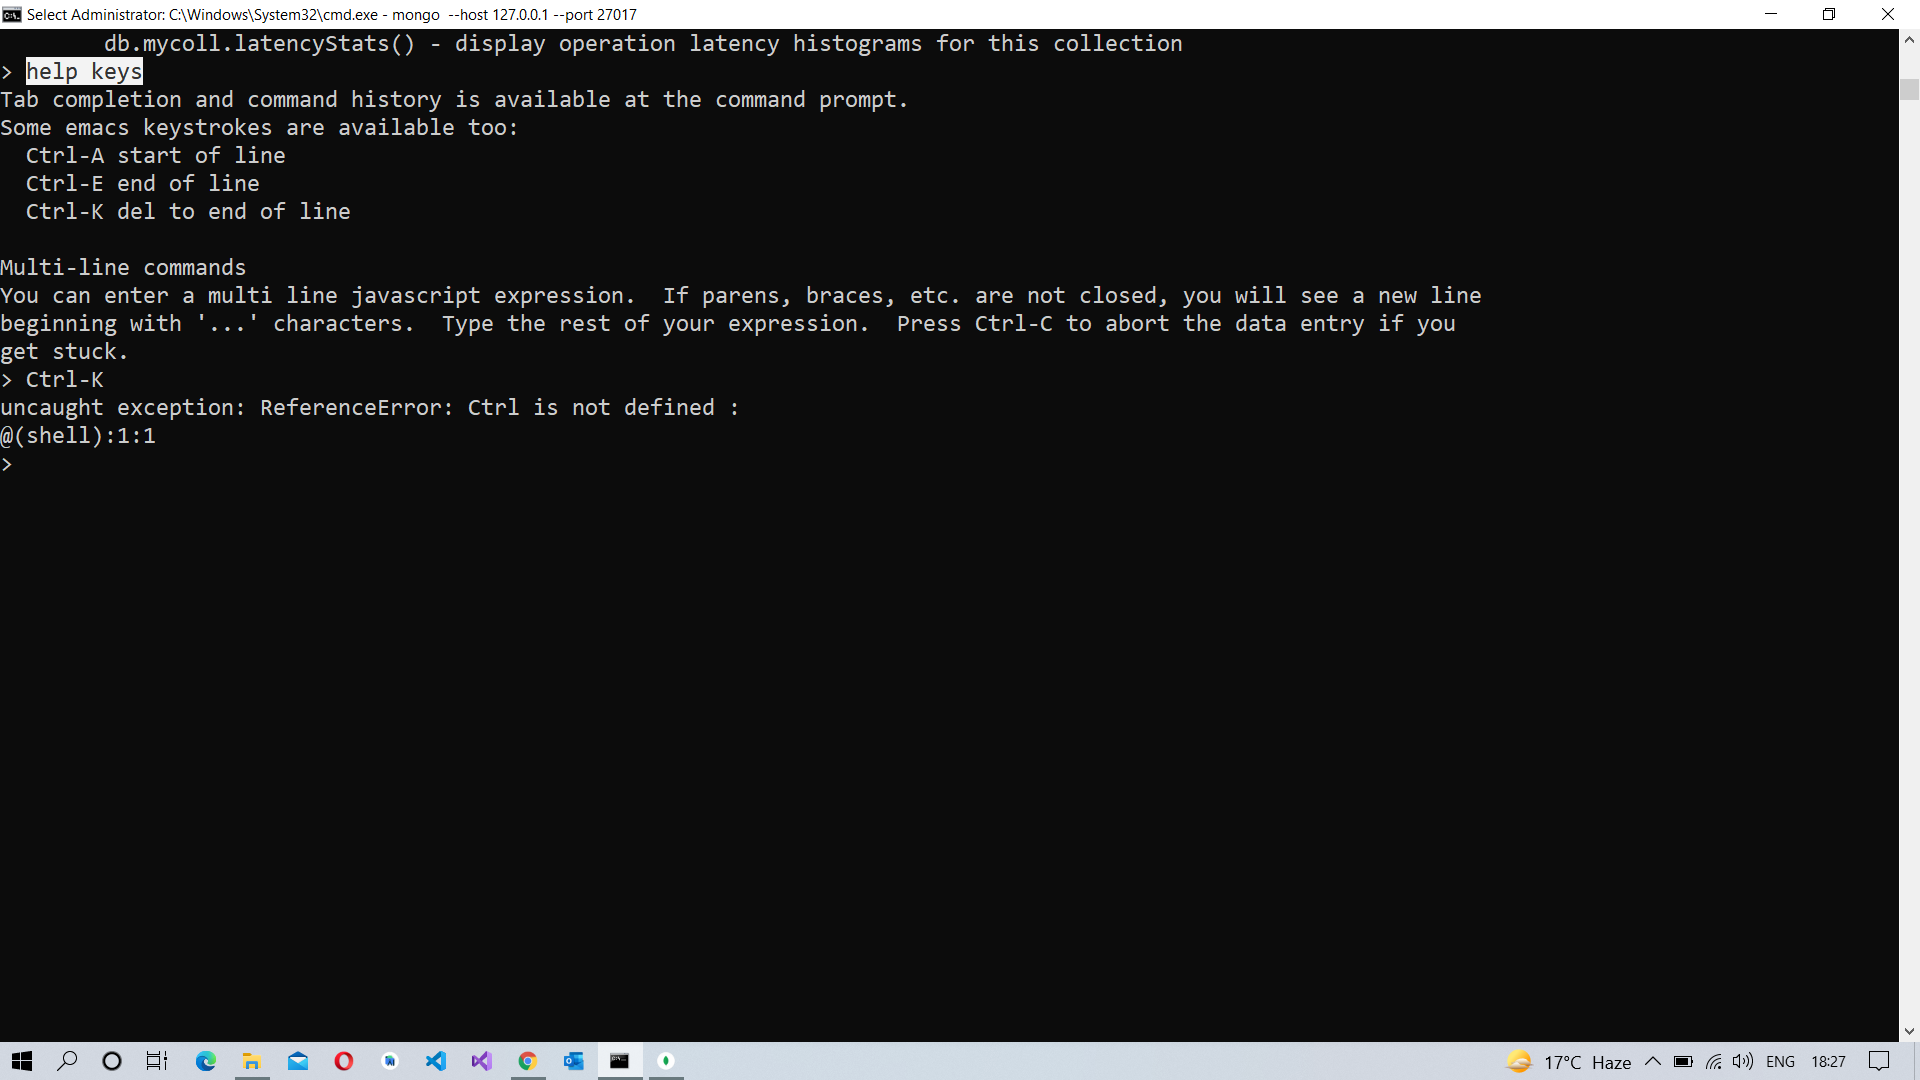 Select Administrator: C:\Windows\System32\cmd.exe - mongo  --host 127.0.0.1 --port 27017
        db.mycoll.latencyStats() - display operation latency histograms for this collection
> help keys
Tab completion and command history is available at the command prompt.
Some emacs keystrokes are available too:
  Ctrl-A start of line
  Ctrl-E end of line
  Ctrl-K del to end of line

Multi-line commands
You can enter a multi line javascript expression.  If parens, braces, etc. are not closed, you will see a new line
beginning with '...' characters.  Type the rest of your expression.  Press Ctrl-C to abort the data entry if you
get stuck.
> Ctrl-K
uncaught exception: ReferenceError: Ctrl is not defined :
@(shell):1:1
>
17°C Haze ENG 18:27